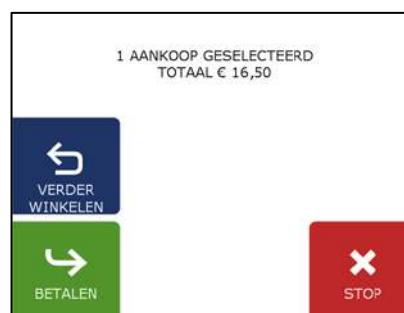 1 AANKOOP GESELECTEERD
TOTAAL € 16,50
VERDER
WINKELEN
BETALEN
STOP